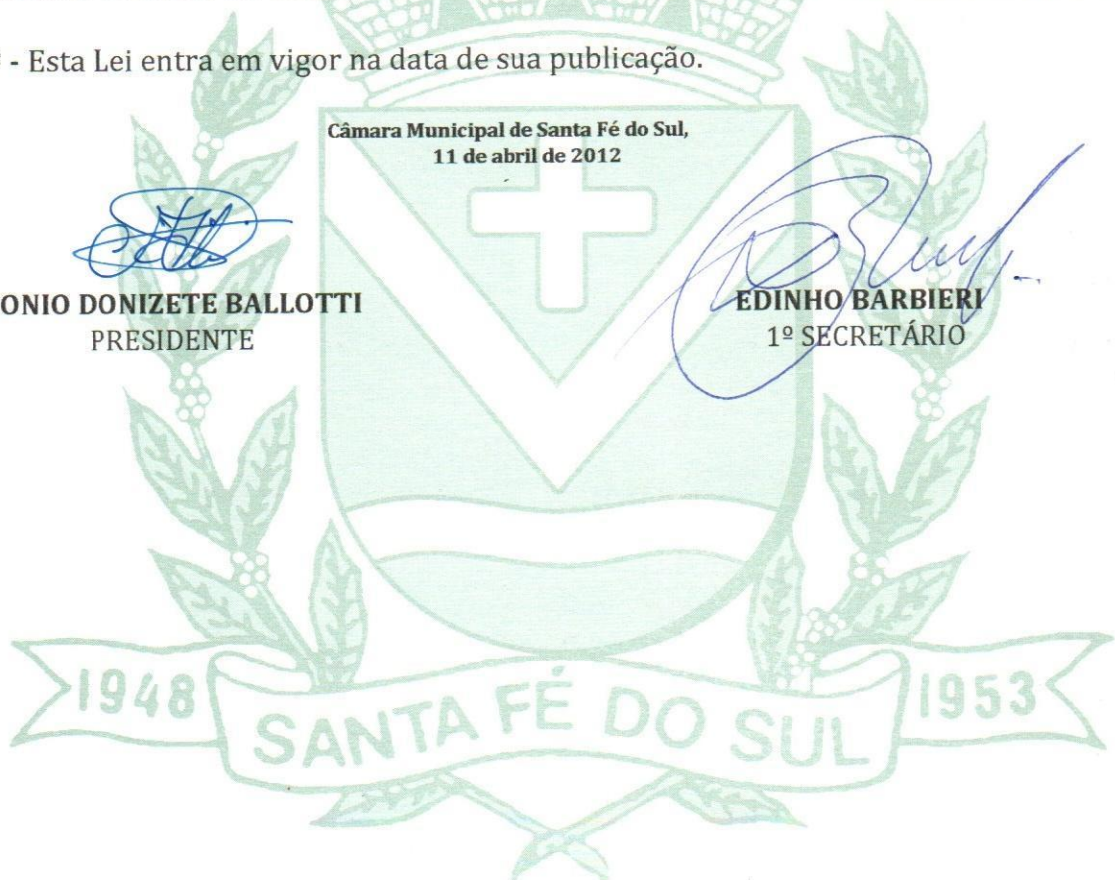 - Esta Lei entra em vigor na data de sua publicação.
Câmara Municipal de Santa Fé do Sul,
11 de abril de 2012
ONIO DONIZETE BALLOTTI
PRESIDENTE
EDINHO BARBIERI
1º SECRETÁRIO
1948
SANTA FÉ DO SUL
1953